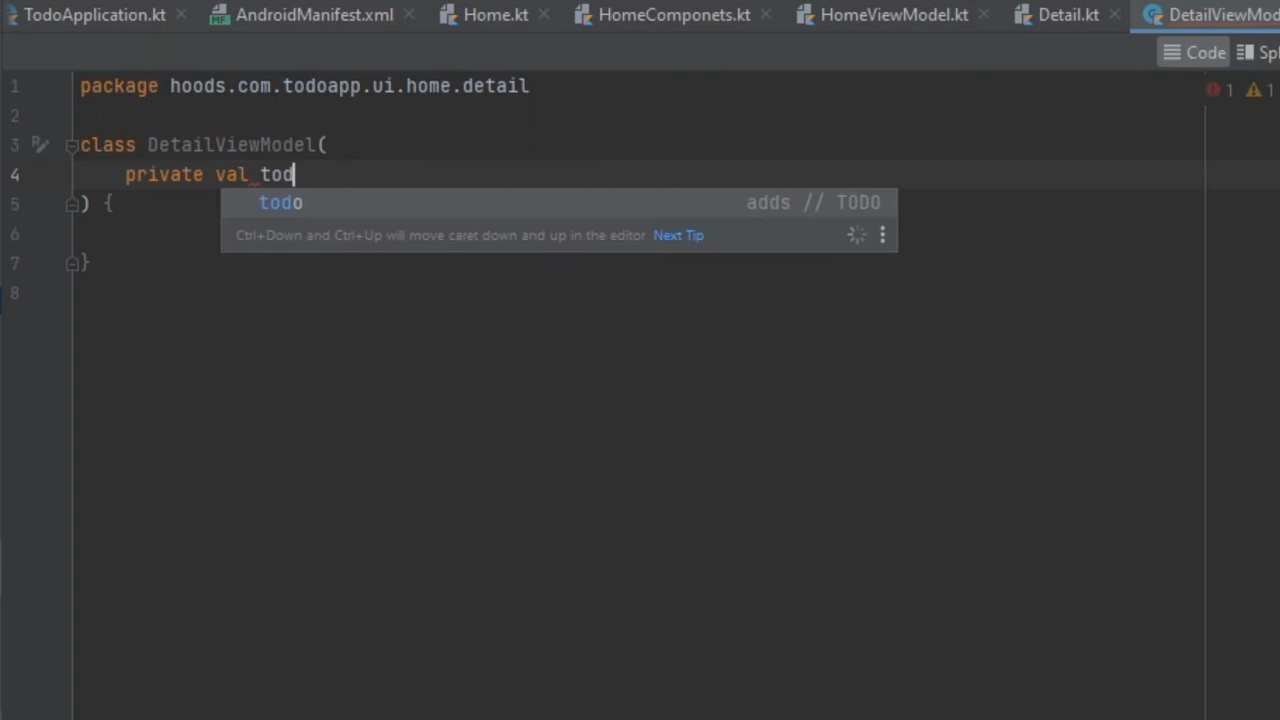 TodoApplication.kt AndroidManifest.xml Home.kt HomeComponets.kt HomeViewModel.kt Detail.kt DetailViewMod
Code Spl
1 package hoods.com.todoapp.ui.home.detail 1 1
2
3 class DetailViewModel(
4 private val tod
5 ) {
todo adds // TODO
6
Ctrl+Down and Ctrl+Up will move caret down and up in the editor Next Tip
7 }
8